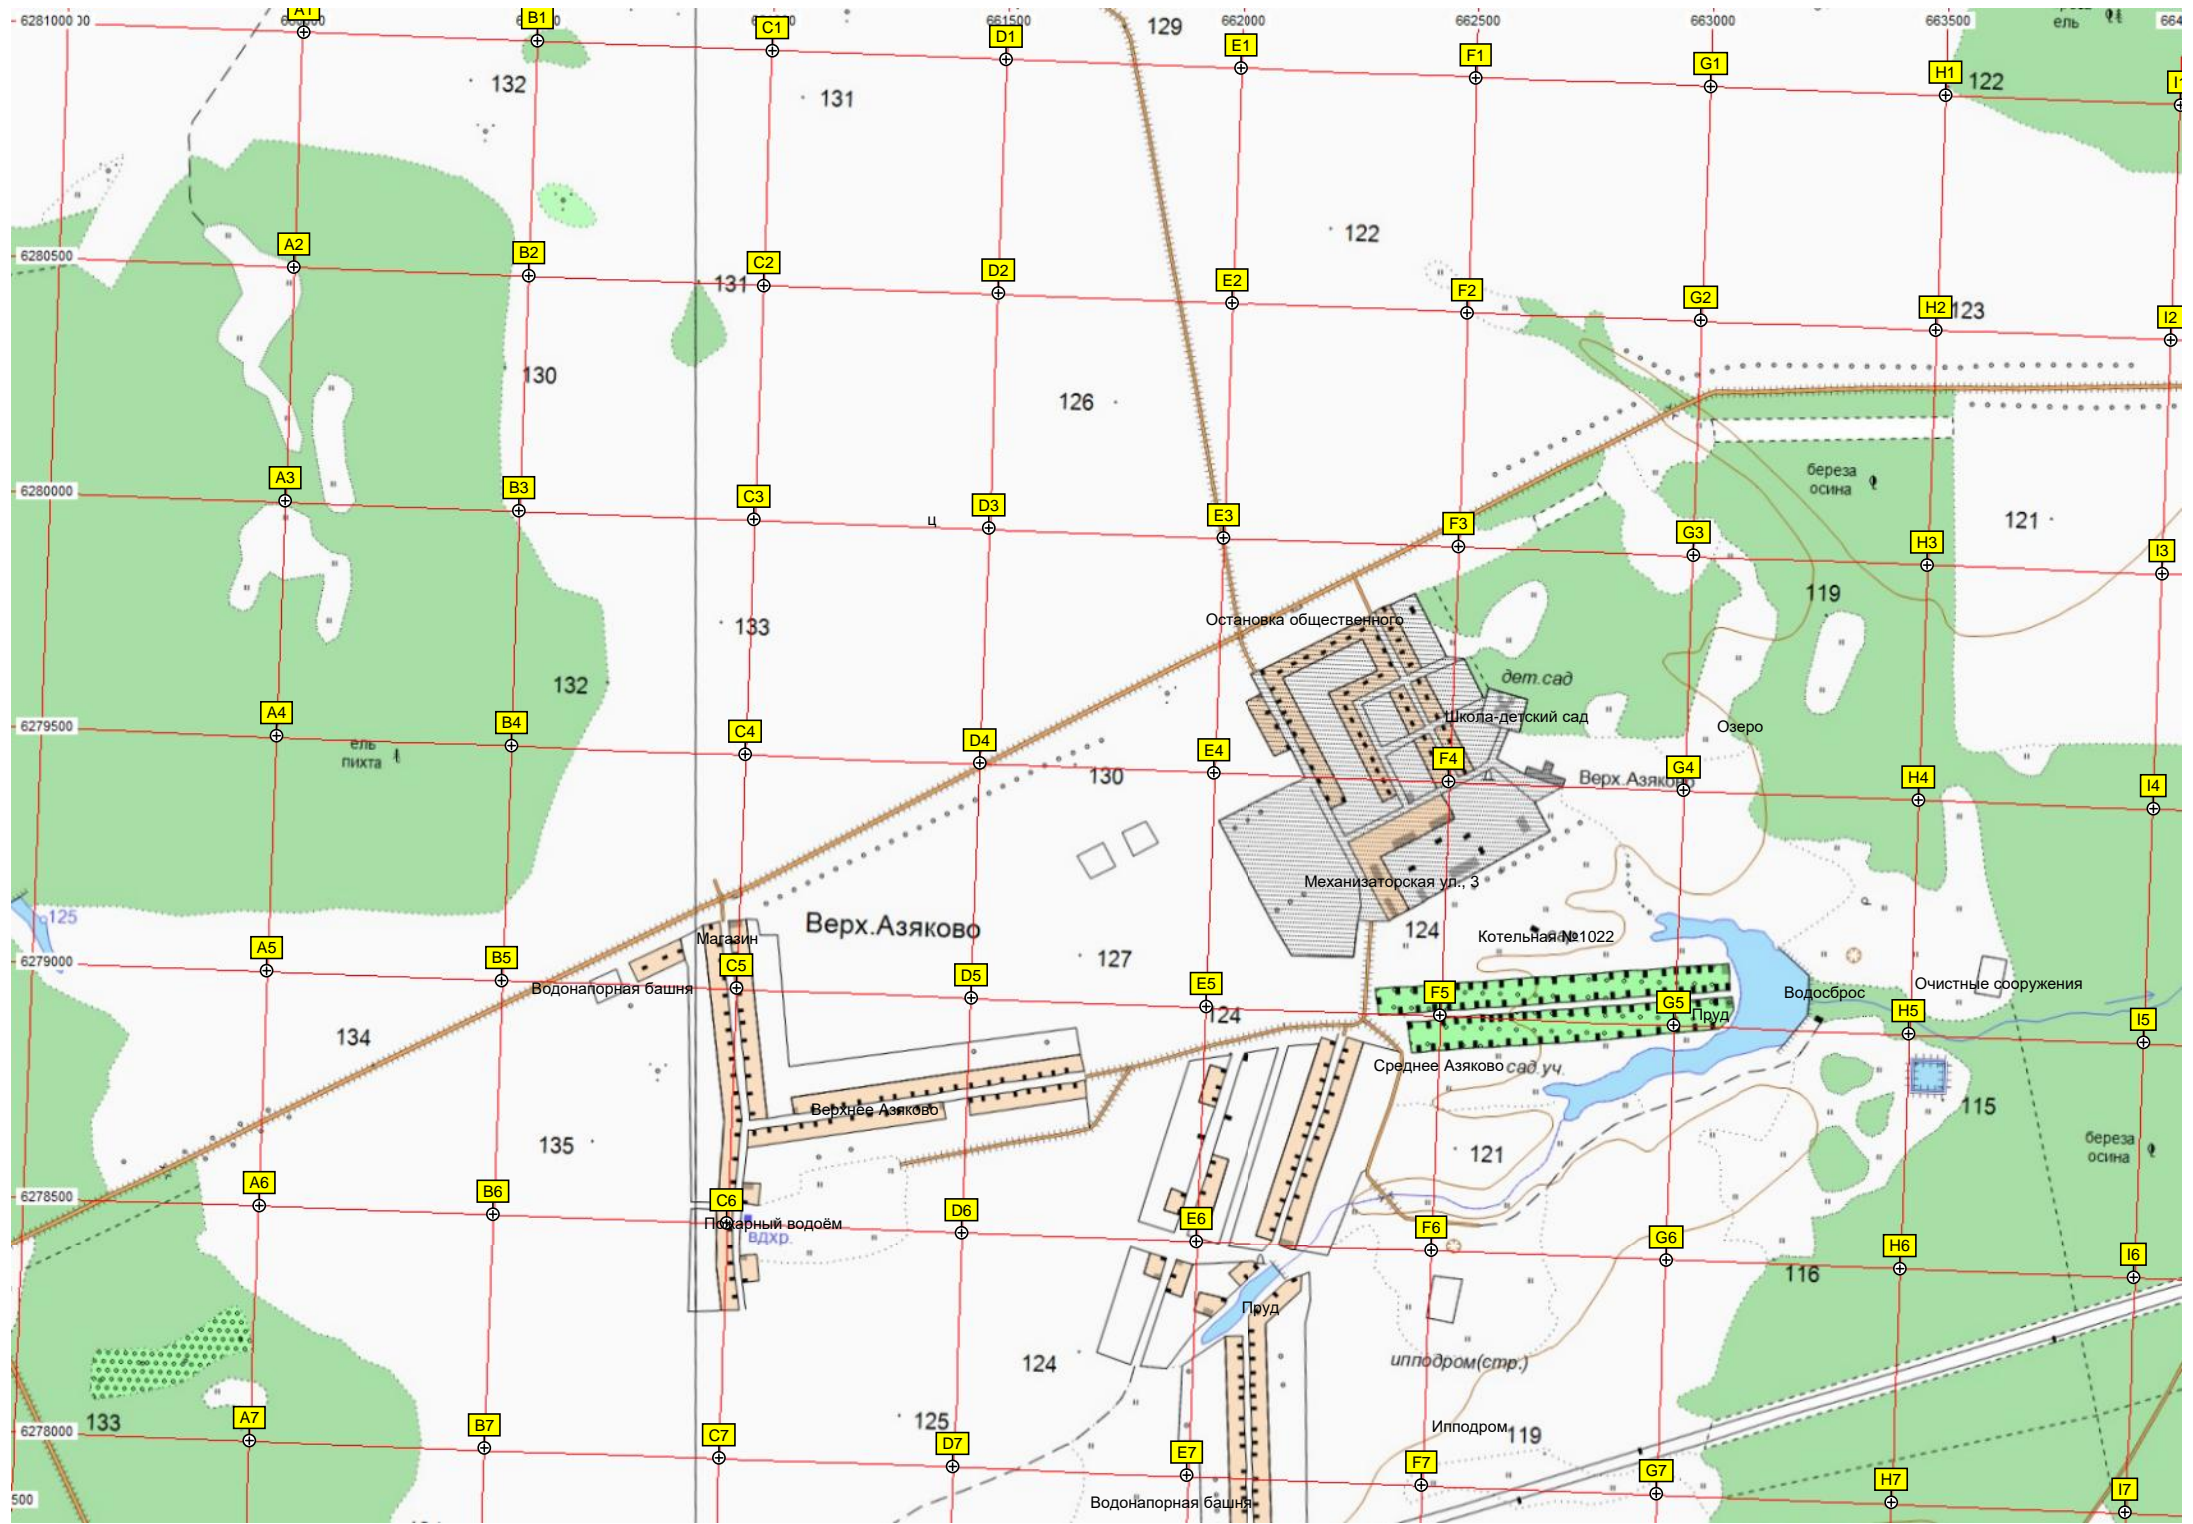 6281000
A1
B1
C1
129
D1
661500
E1
662000
F1
662500
G1
663000
H1
663500
ель
664
122
132
131
122
6280500
A2
B2
C2
131
D2
E2
F2
G2
H2
123
I2
130
126
береза
осина
6280000
A3
B3
C3
ц
D3
E3
F3
G3
H3
I3
121
119
133
Остановка общественного
132
дет.сад
Школа-детский сад
Озеро
6279500
A4
B4
C4
D4
E4
F4
G4
H4
I4
ель
пихта
130
Верх.Азяково
Механизаторская ул., 3
125
Верх.Азяково
Магазин
124
Котельная №1022
6279000
A5
B5
C5
D5
E5
F5
G5
H5
I5
127
Водонапорная башня
Водосброс
Очистные сооружения
124
Пруд
134
Среднее Азяково
сад.уч.
Верхнее Азяково
115
135
121
береза
осина
6278500
A6
B6
C6
D6
E6
F6
G6
H6
I6
Пожарный водоём
вдхр.
116
Пруд
124
ипподром(стр.)
133
125
Ипподром
119
6278000
A7
B7
C7
D7
E7
F7
G7
H7
I7
500
Водонапорная башня